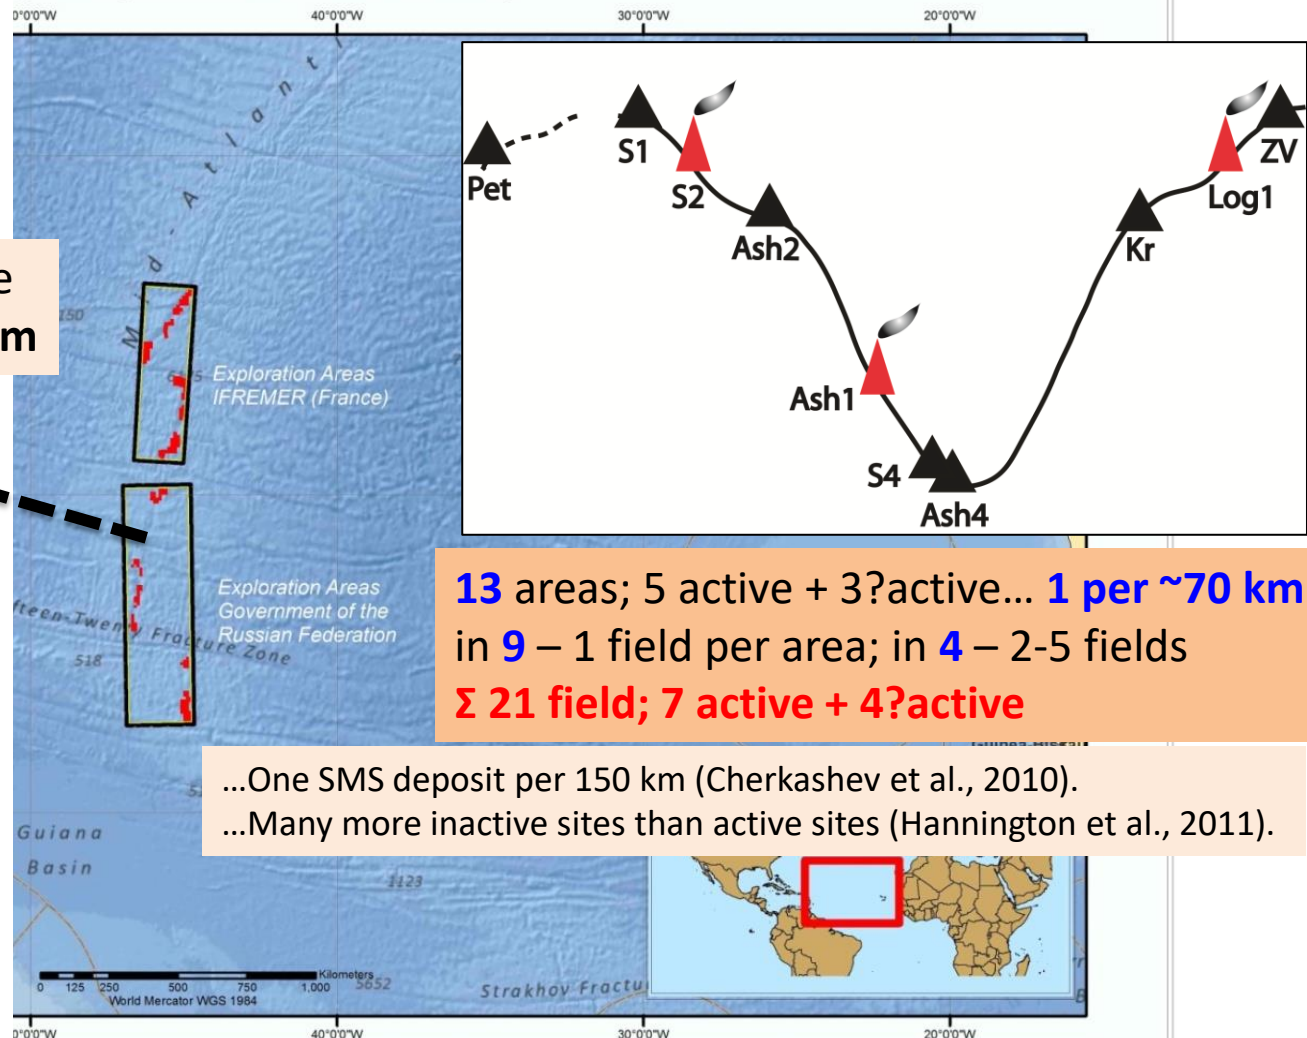 0°0'0"W 40°0'0"W 30°0'0"W 20°0'0"W
Mid-Atlanti
Pet
S1
S2
Ash2
Ash1
S4
Ash4
Kr
Log1
ZV
e
m
150
Exploration Areas
IFREMER (France)
Exploration Areas
Government of the
Russian Federation
fteen-Twenty Fracture Zone
518
13 areas; 5 active + 3?active… 1 per ~70 km
in 9 – 1 field per area; in 4 – 2-5 fields
Σ 21 field; 7 active + 4?active
…One SMS deposit per 150 km (Cherkashev et al., 2010).
…Many more inactive sites than active sites (Hannington et al., 2011).
Guiana
Basin
1123
Kilometers
0 125 250 500 750 1,000
World Mercator WGS 1984
5652
Strakhov Fractu
0°0'0"W 40°0'0"W 30°0'0"W 20°0'0"W